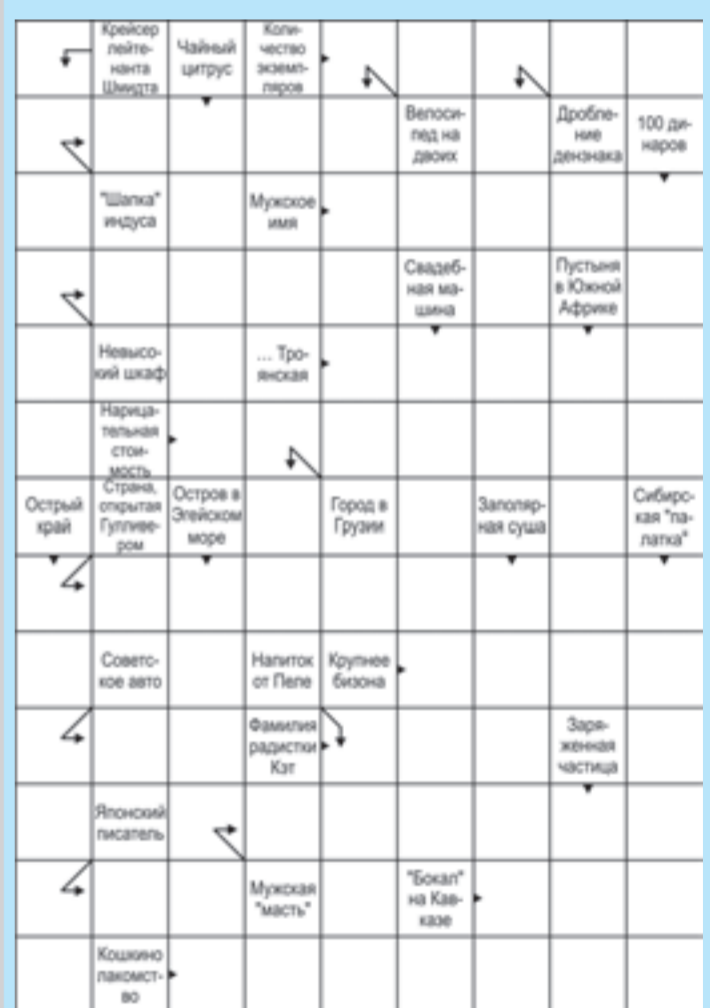 Крейсер
лейте-
нанта
Шмидта
Чайный
цитрус
Коли-
чество
экземп-
ляров
Велоси-
пед на
двоих
Дробле-
ние
дензнака
100 ди-
наров
"Шапка"
индуса
Мужское
имя
Свадеб-
ная ма-
шина
Пустыня
в Южной
Африке
Невысо-
кий шкаф
... Тро-
янская
Нарица-
тельная
стои-
мость
Острый
край
Страна,
открытая
Гулливе-
ром
Остров в
Эгейском
море
Город в
Грузии
Заполяр-
ная суша
Сибирс-
кая "па-
латка"
Советс-
кое авто
Напиток
от Пеле
Крупнее
бизона
Фамилия
радистки
Кэт
Заря-
женная
частица
Японский
писатель
Мужская
"масть"
"Бокал"
на Кав-
казе
Кошкино
лакомст-
во